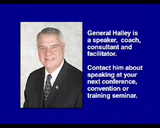 General Hailey is
a speaker, coach,
consultant and
facilitator.
Contact him about
speaking at your
next conference,
convention or
training seminar.